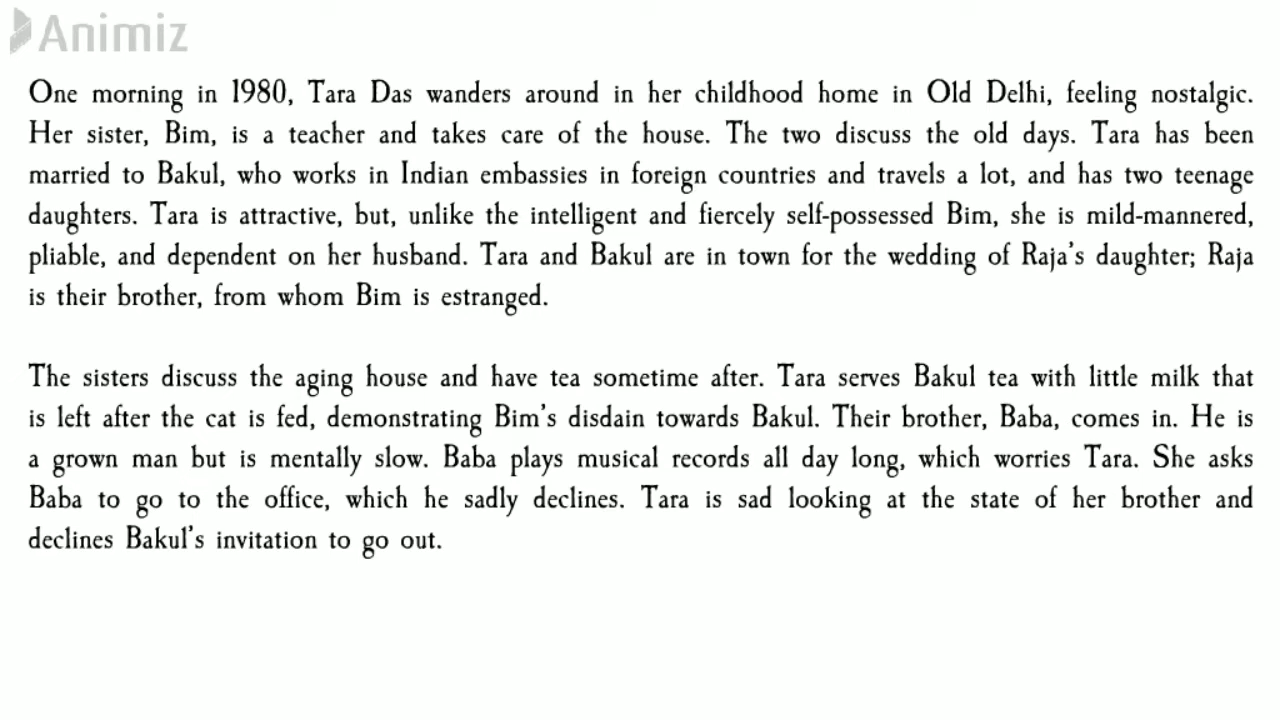 Animiz
One morning in 1980, Tara Das wanders around in her childhood home in Old Delhi, feeling nostalgic.
Her sister, Bim, is a teacher and takes care of the house. The two discuss the old days. Tara has been
married to Bakul, who works in Indian embassies in foreign countries and travels a lot, and has two teenage
daughters. Tara is attractive, but, unlike the intelligent and fiercely self-possessed Bim, she is mild-mannered,
pliable, and dependent on her husband. Tara and Bakul are in town for the wedding of Raja's daughter; Raja
is their brother, from whom Bim is estranged.
The sisters discuss the aging house and have tea sometime after. Tara serves Bakul tea with little milk that
is left after the cat is fed, demonstrating Bim's disdain towards Bakul. Their brother, Baba, comes in. He is
a grown man but is mentally slow. Baba plays musical records all day long, which worries Tara. She asks
Baba to go to the office, which he sadly declines. Tara is sad looking at the state of her brother and
declines Bakul's invitation to go out.